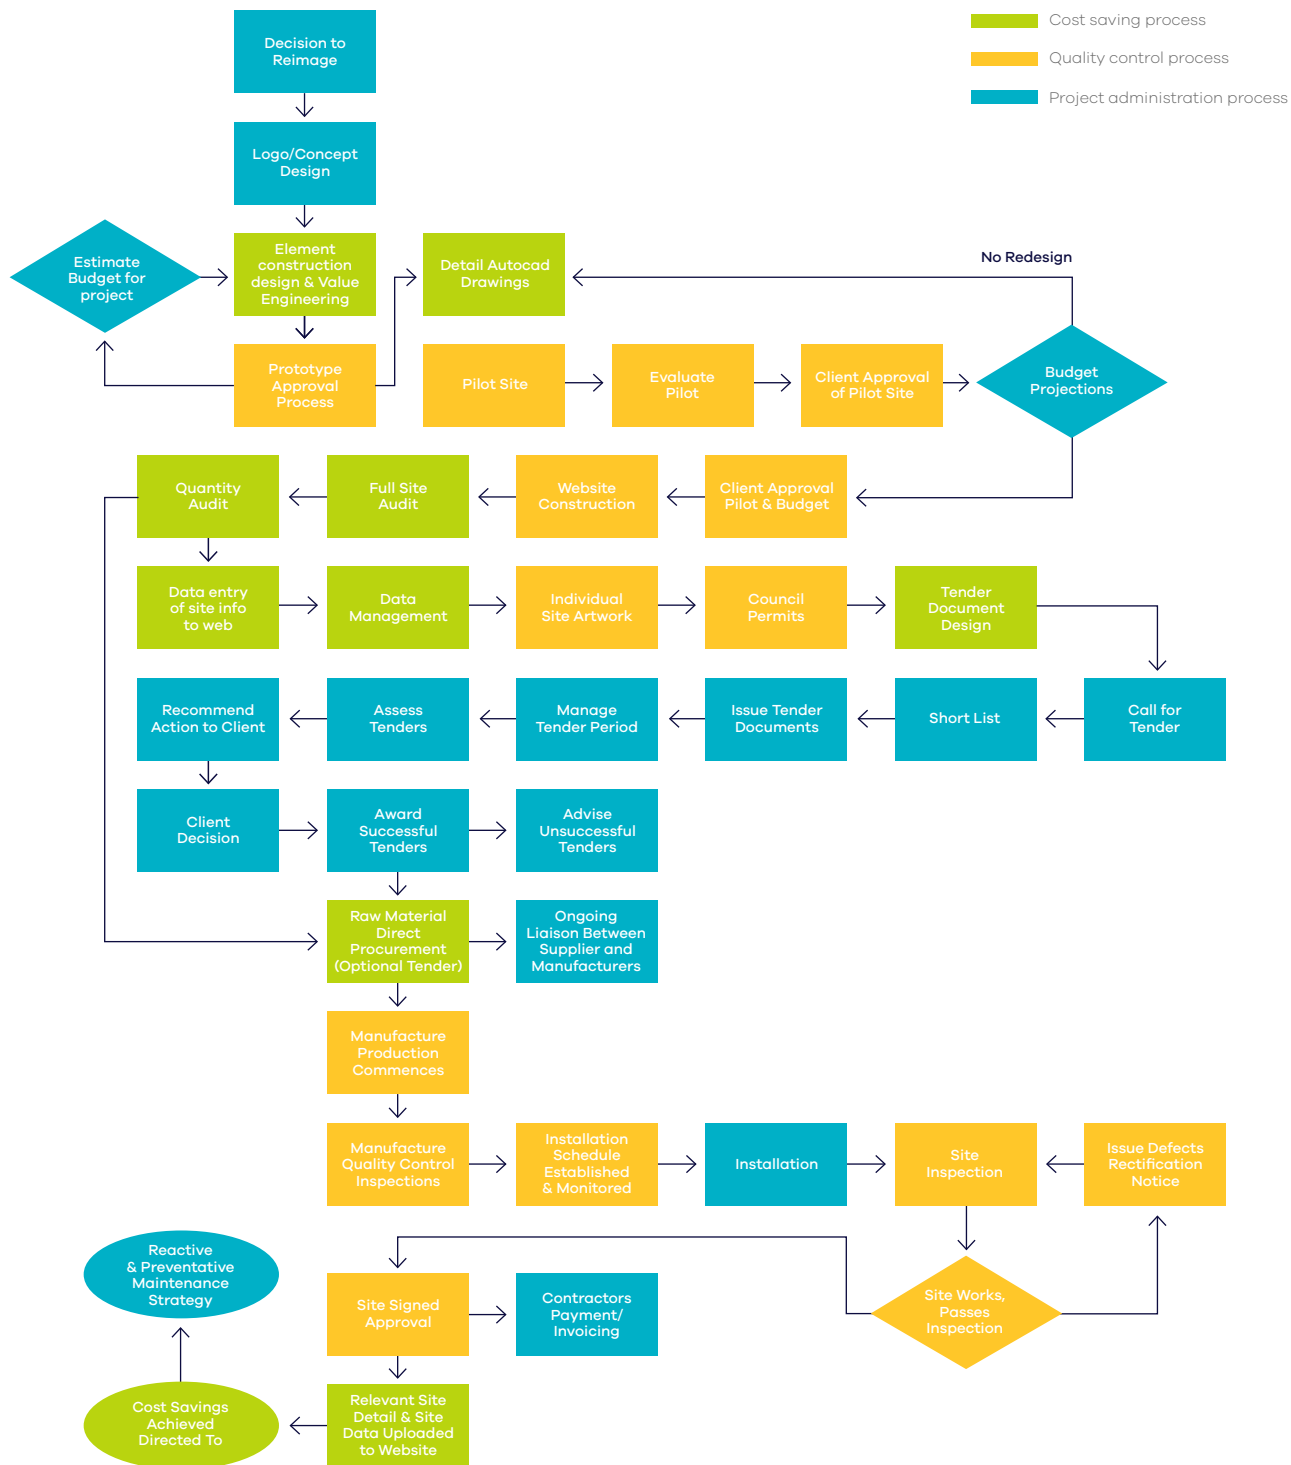 Cost saving process
Quality control process
Project administration process
Decision to
Reimage
Logo/Concept
Design
Estimate
Budget for
project
Element
construction
design & Value
Engineering
Detail Autocad
Drawings
No Redesign
Prototype
Approval
Process
Pilot Site
Evaluate
Pilot
Client Approval
of Pilot Site
Budget
Projections
Quantity
Audit
Full Site
Audit
Website
Construction
Client Approval
Pilot & Budget
Data entry
of site info
to web
Data
Management
Individual
Site Artwork
Council
Permits
Tender
Document
Design
Recommend
Action to Client
Assess
Tenders
Manage
Tender Period
Issue Tender
Documents
Short List
Call for
Tender
Client
Decision
Award
Successful
Tenders
Advise
Unsuccessful
Tenders
Raw Material
Direct
Procurement
(Optional Tender)
Ongoing
Liaison Between
Supplier and
Manufacturers
Manufacture
Production
Commences
Manufacture
Quality Control
Inspections
Installation
Schedule
Established
& Monitored
Installation
Site
Inspection
Issue Defects
Rectification
Notice
Reactive
& Preventative
Maintenance
Strategy
Site Signed
Approval
Contractors
Payment/
Invoicing
Site Works,
Passes
Inspection
Cost Savings
Achieved
Directed To
Relevant Site
Detail & Site
Data Uploaded
to Website